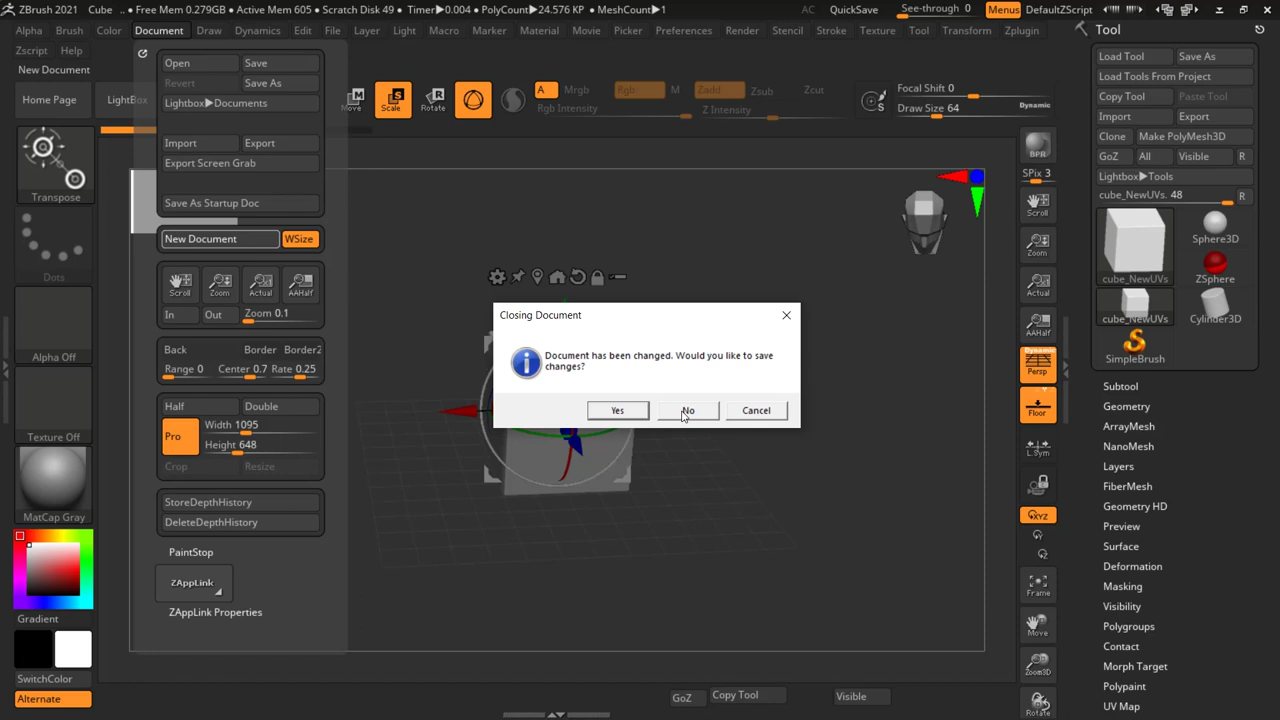 ZBrush 2021 Cube .. ● Free Mem 0.279GB ● Active Mem 605 ● Scratch Disk 49 ● Timer▶0.004 ● PolyCount▶24.576 KP ● MeshCount▶1 AC QuickSave See-through 0 Menus DefaultZScript
Alpha Brush Color Document Draw Dynamics Edit File Layer Light Macro Marker Material Movie Picker Preferences Render Stencil Stroke Texture Tool Transform Zplugin
Zscript Help
New Document
Home Page LightBox
Move Scale Rotate
A Mrgb Rgb M Zadd Zsub Zcut
Rgb Intensity Z Intensity
S Focal Shift 0
Draw Size 64 Dynamic
Open Save
Revert Save As
Lightbox▶Documents
Import Export
Export Screen Grab
Save As Startup Doc
New Document WSize
Scroll Zoom Actual AAHalf
In Out Zoom 0.1
Back Border Border2
Range 0 Center 0.7 Rate 0.25
Half Double
Pro Width 1095
Height 648
Crop Resize
StoreDepthHistory
DeleteDepthHistory
PaintStop
ZAppLink
ZAppLink Properties
Transpose
Dots
Alpha Off
Texture Off
MatCap Gray
Gradient
SwitchColor
Alternate
Closing Document
Document has been changed. Would you like to save
changes?
Yes No Cancel
GoZ Copy Tool Visible
BPR
SPix 3
Scroll
Zoom
Actual
AAHalf
Dynamic
Persp
Floor
L.Sym
XYZ
Y
Z
Frame
Move
Zoom3D
Rotate
Tool
Load Tool Save As
Load Tools From Project
Copy Tool Paste Tool
Import Export
Clone Make PolyMesh3D
GoZ All Visible R
Lightbox▶Tools
cube_NewUVs. 48 R
cube_NewUVs Sphere3D
ZSphere
cube_NewUVs Cylinder3D
SimpleBrush
Subtool
Geometry
ArrayMesh
NanoMesh
Layers
FiberMesh
Geometry HD
Preview
Surface
Deformation
Masking
Visibility
Polygroups
Contact
Morph Target
Polypaint
UV Map